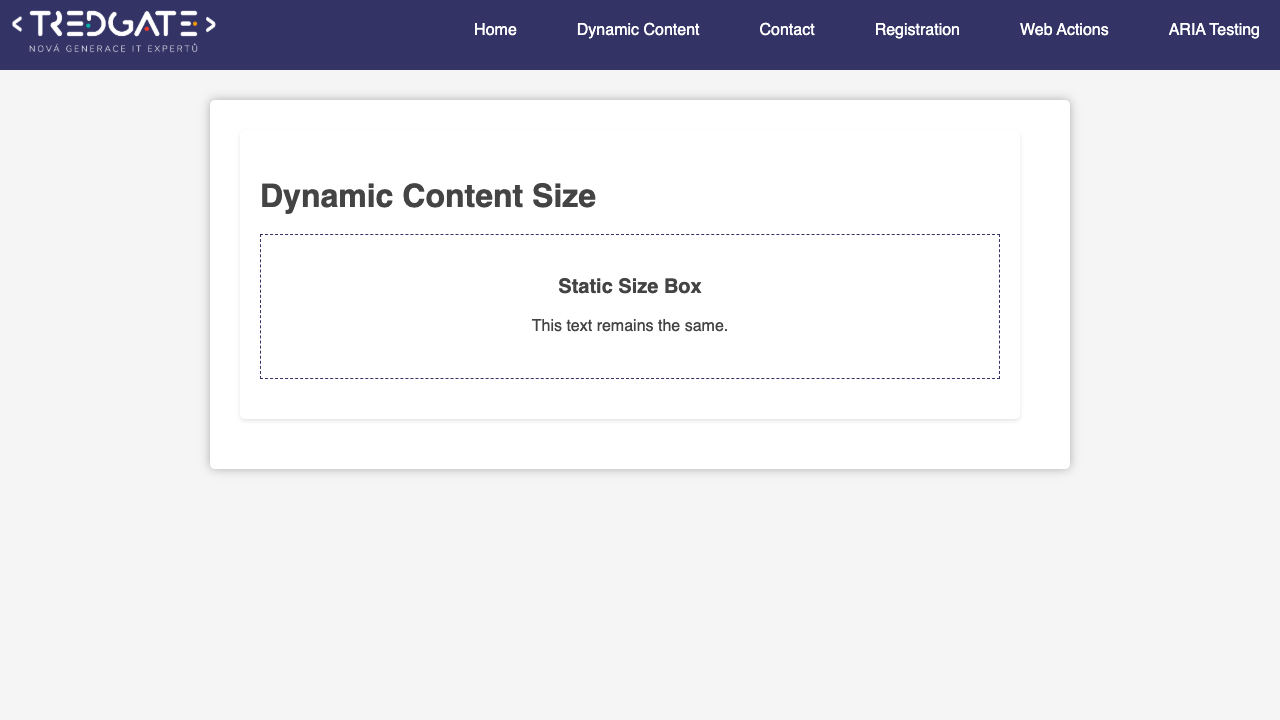 <TREDGATE>
NOVÁ GENERACE IT EXPERTŮ
Home
Dynamic Content
Contact
Registration
Web Actions
ARIA Testing
Dynamic Content Size
Static Size Box
This text remains the same.